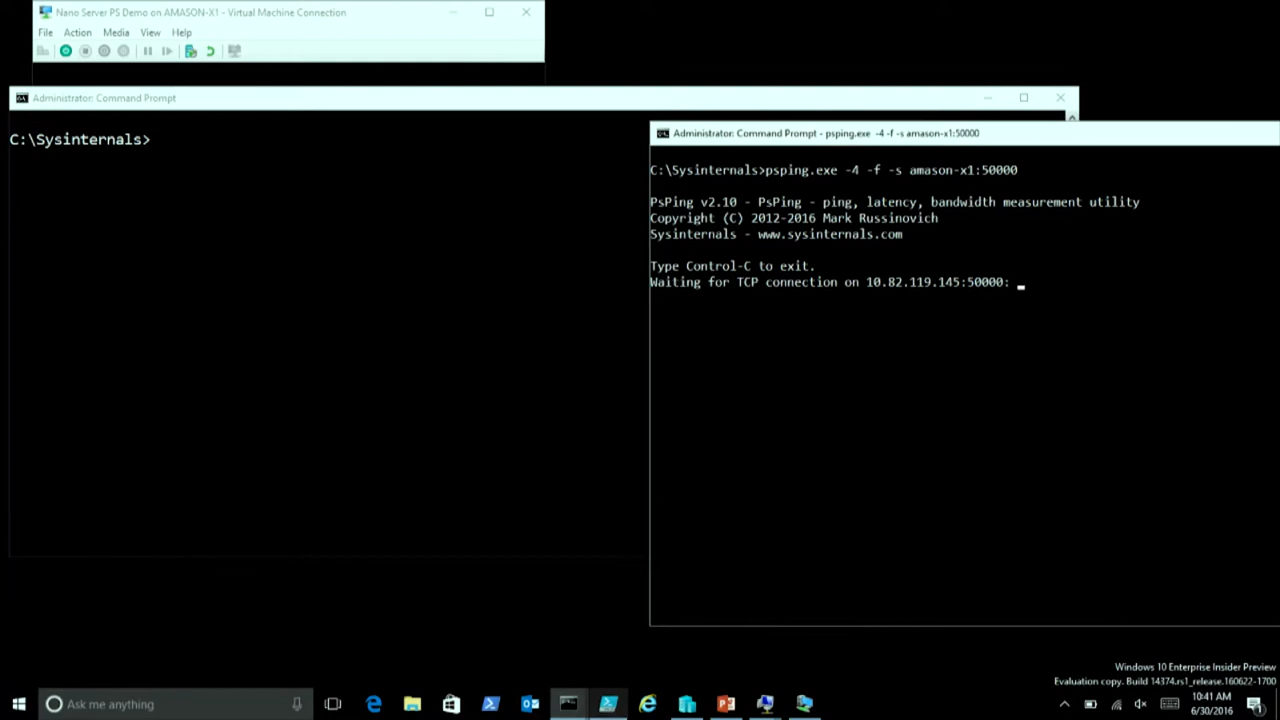 Nano Server PS Demo on AMASON-X1 - Virtual Machine Connection
File Action Media View Help
Administrator: Command Prompt
C:\Sysinternals>
Administrator: Command Prompt - psping.exe -4 -f -s amason-x1:50000
C:\Sysinternals>psping.exe -4 -f -s amason-x1:50000
PsPing v2.10 - PsPing - ping, latency, bandwidth measurement utility
Copyright (C) 2012-2016 Mark Russinovich
Sysinternals - www.sysinternals.com
Type Control-C to exit.
Waiting for TCP connection on 10.82.119.145:50000: _
Windows 10 Enterprise Insider Preview
Evaluation copy. Build 14374.rs1_release.160622-1700
Ask me anything
10:41 AM
6/30/2016